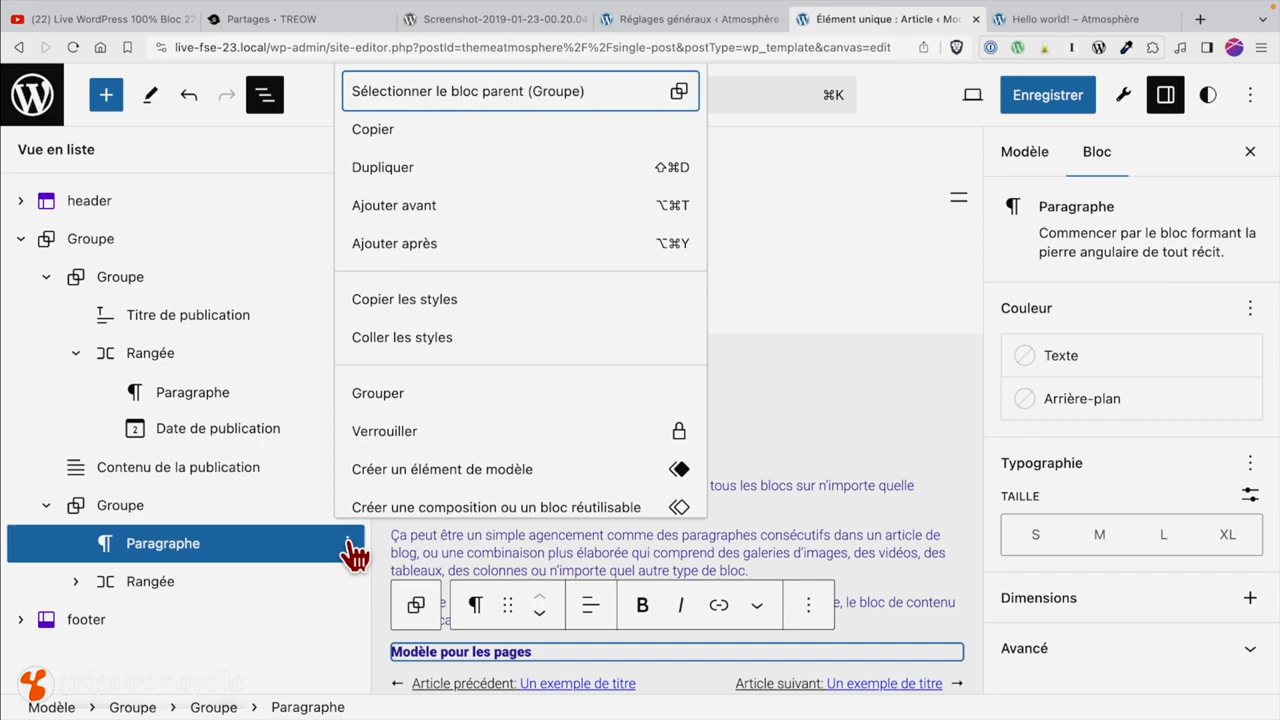 (22) Live WordPress 100% Bloc 27
Partages - TREOW
Screenshot-2019-01-23-00.20.04
Réglages généraux ‹ Atmosphère
Élément unique : Article ‹ Mo
Hello world! – Atmosphère
live-fse-23.local/wp-admin/site-editor.php?postId=themeatmosphere%2F%2Fsingle-post&postType=wp_template&canvas=edit
⌘K
Enregistrer
Vue en liste
header
Groupe
Groupe
Titre de publication
Rangée
Paragraphe
2
Date de publication
Contenu de la publication
Groupe
Paragraphe
Rangée
footer
Sélectionner le bloc parent (Groupe)
Copier
Dupliquer ⇧⌘D
Ajouter avant ⌥⌘T
Ajouter après ⌥⌘Y
Copier les styles
Coller les styles
Grouper
Verrouiller
Créer un élément de modèle
Créer une composition ou un bloc réutilisable
tous les blocs sur n’importe quelle
Ça peut être un simple agencement comme des paragraphes consécutifs dans un article de
blog, ou une combinaison plus élaborée qui comprend des galeries d’images, des vidéos, des
tableaux, des colonnes ou n’importe quel autre type de bloc.
, le bloc de contenu
B I
Modèle pour les pages
← Article précédent: Un exemple de titre
Article suivant: Un exemple de titre →
Modèle
Bloc
Paragraphe
Commencer par le bloc formant la
pierre angulaire de tout récit.
Couleur
Texte
Arrière-plan
Typographie
TAILLE
S M L XL
Dimensions
Avancé
grégoire noyelle
Modèle > Groupe > Groupe > Paragraphe